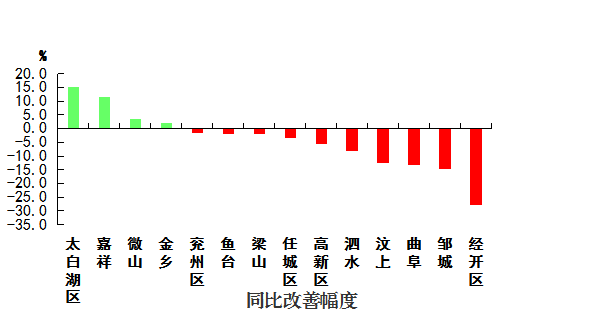 %
20.0
15.0
10.0
5.0
0.0
-5.0
-10.0
-15.0
-20.0
-25.0
-30.0
-35.0
太白湖区
嘉祥
微山
金乡
兖州区
鱼台
梁山
任城区
高新区
泗水
汶上
曲阜
邹城
经开区
同比改善幅度